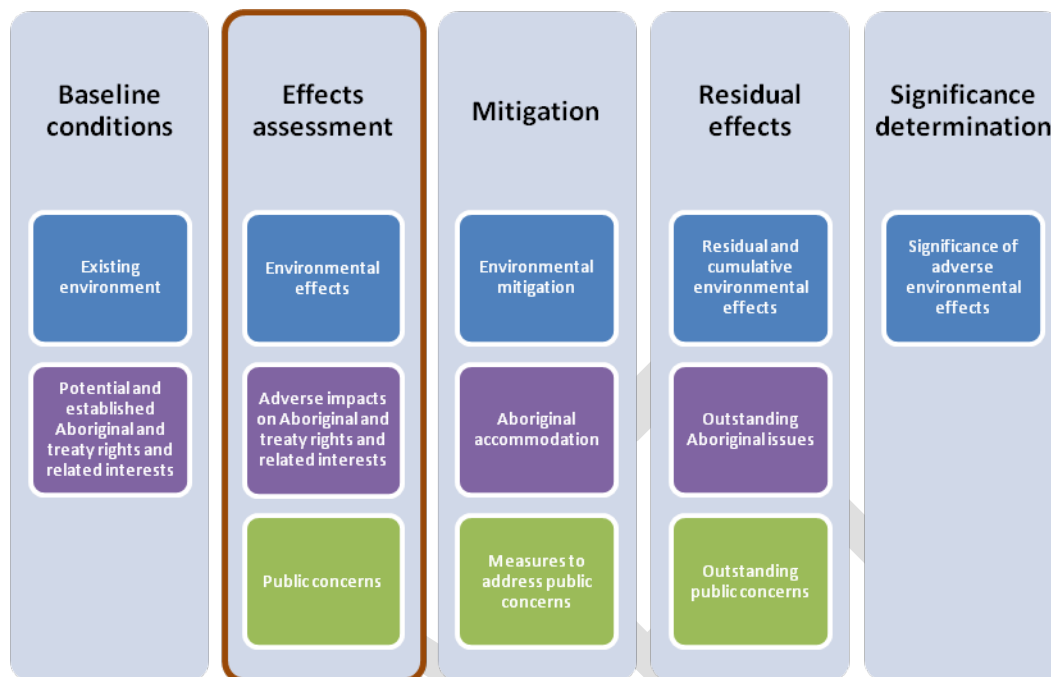 Baseline
conditions
Existing
environment
Potential and
established
Aboriginal and
treaty rights and
related interests
Effects
assessment
Environmental
effects
Adverse impacts
on Aboriginal and
treaty rights and
related interests
Public concerns
Mitigation
Environmental
mitigation
Aboriginal
accommodation
Measures to
address public
concerns
Residual
effects
Residual and
cumulative
environmental
effects
Outstanding
Aboriginal issues
Outstanding
public concerns
Significance
determination
Significance of
adverse
environmental
effects